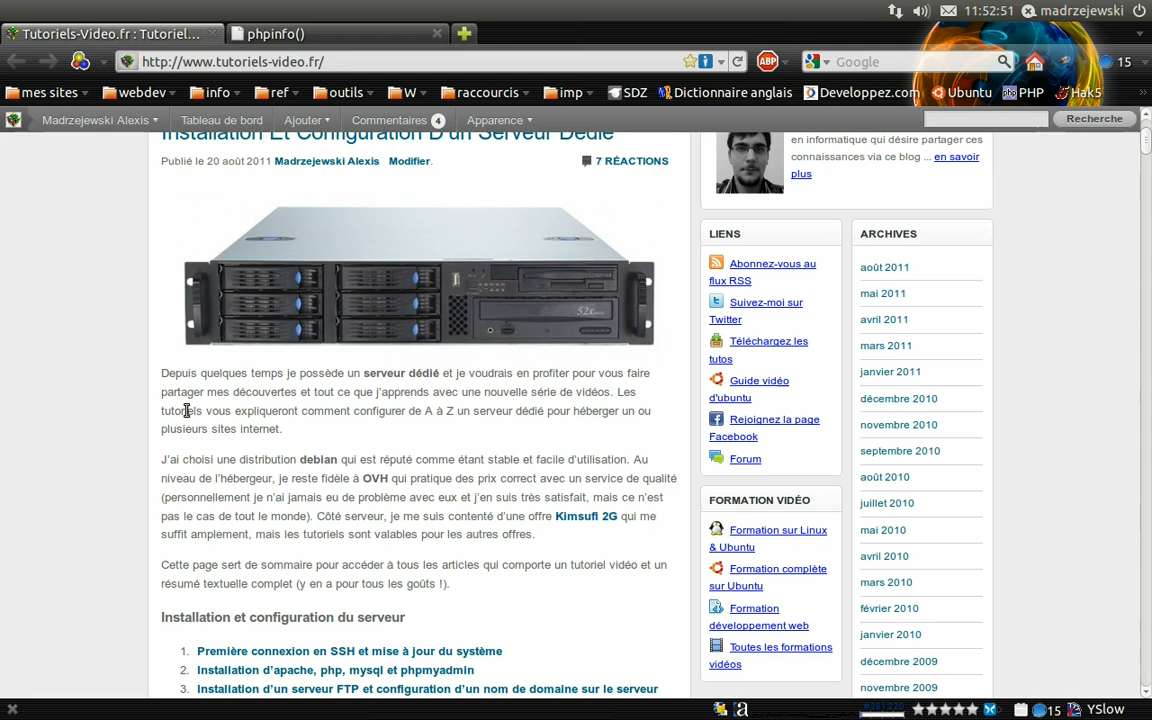 11:52:51 madrzejewski
Tutoriels-Video.fr : Tutoriel... phpinfo()
http://www.tutoriels-video.fr/ ABP Google 15
mes sites webdev info ref outils W raccourcis imp SDZ Dictionnaire anglais Developpez.com Ubuntu PHP Hak5
Madrzejewski Alexis Tableau de bord Ajouter Commentaires 4 Apparence Recherche
Installation Et Configuration D'un Serveur Dédié
Publié le 20 août 2011 Madrzejewski Alexis Modifier. 7 RÉACTIONS
52x
Depuis quelques temps je possède un serveur dédié et je voudrais en profiter pour vous faire
partager mes découvertes et tout ce que j'apprends avec une nouvelle série de vidéos. Les
tutoriels vous expliqueront comment configurer de A à Z un serveur dédié pour héberger un ou
plusieurs sites internet.
J'ai choisi une distribution debian qui est réputé comme étant stable et facile d'utilisation. Au
niveau de l'hébergeur, je reste fidèle à OVH qui pratique des prix correct avec un service de qualité
(personnellement je n'ai jamais eu de problème avec eux et j'en suis très satisfait, mais ce n'est
pas le cas de tout le monde). Côté serveur, je me suis contenté d'une offre Kimsufi 2G qui me
suffit amplement, mais les tutoriels sont valables pour les autres offres.
Cette page sert de sommaire pour accéder à tous les articles qui comporte un tutoriel vidéo et un
résumé textuelle complet (y en a pour tous les goûts !).
Installation et configuration du serveur
1. Première connexion en SSH et mise à jour du système
2. Installation d'apache, php, mysql et phpmyadmin
3. Installation d'un serveur FTP et configuration d'un nom de domaine sur le serveur
en informatique qui désire partager ces
connaissances via ce blog ... en savoir
plus
LIENS
Abonnez-vous au
flux RSS
Suivez-moi sur
Twitter
Téléchargez les
tutos
Guide vidéo
d'ubuntu
Rejoignez la page
Facebook
Forum
FORMATION VIDÉO
Formation sur Linux
& Ubuntu
Formation complète
sur Ubuntu
Formation
développement web
Toutes les formations
vidéos
ARCHIVES
août 2011
mai 2011
avril 2011
mars 2011
janvier 2011
décembre 2010
novembre 2010
septembre 2010
août 2010
juillet 2010
mai 2010
avril 2010
mars 2010
février 2010
janvier 2010
décembre 2009
novembre 2009
a 15 YSlow